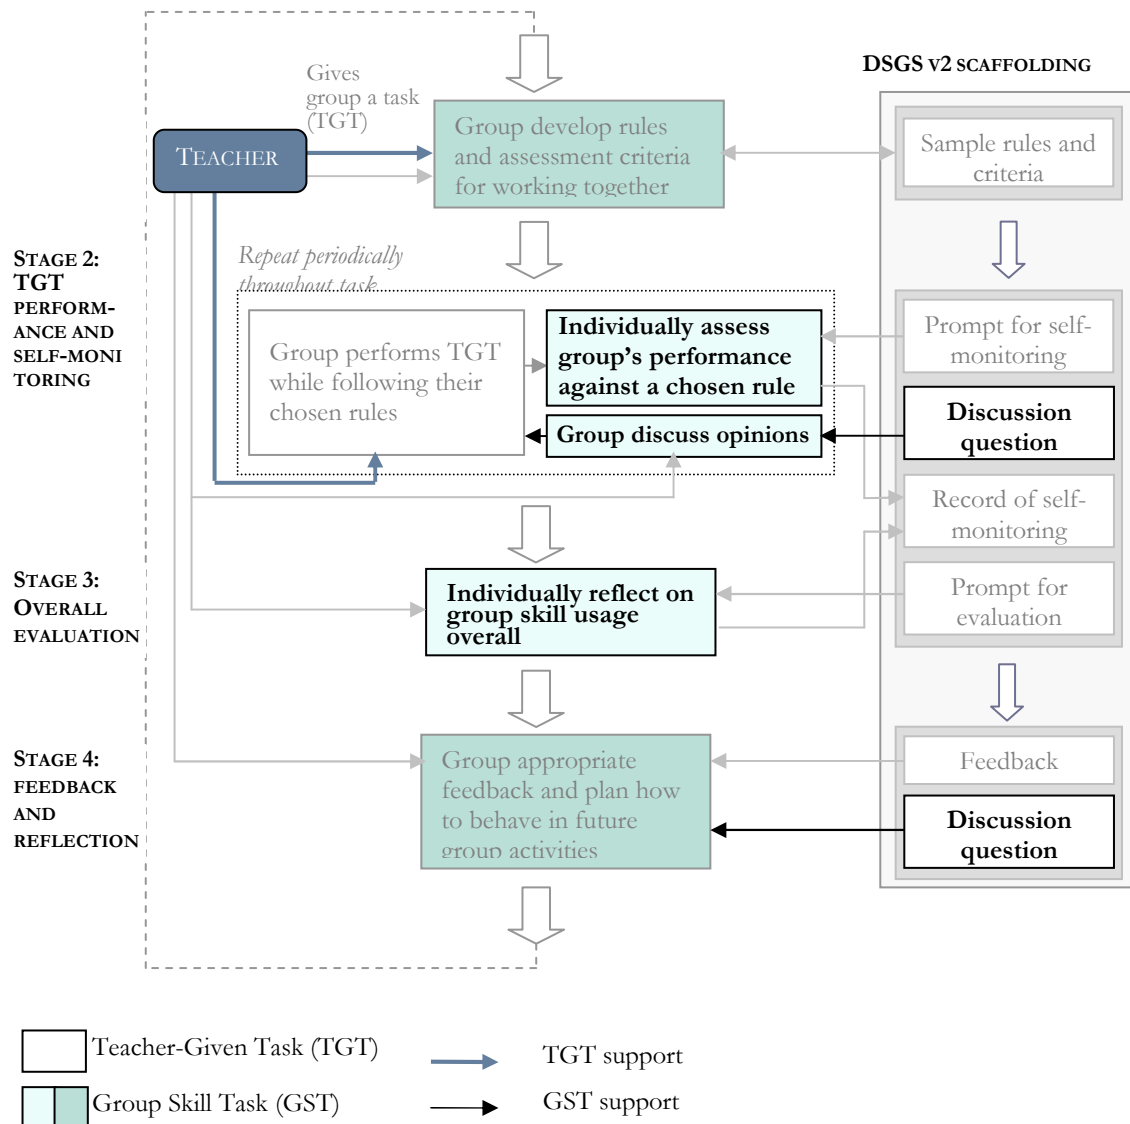 DSGS V2 SCAFFOLDING
Gives
group a task
(TGT)
TEACHER
Group develop rules
and assessment criteria
for working together
Sample rules and
criteria
STAGE 2:
TGT
PERFORM-
ANCE AND
SELF-MONI
TORING
Repeat periodically
throughout task
Group performs TGT
while following their
chosen rules
Individually assess
group’s performance
against a chosen rule
Group discuss opinions
Prompt for self-
monitoring
Discussion
question
Record of self-
monitoring
STAGE 3:
OVERALL
EVALUATION
Individually reflect on
group skill usage
overall
Prompt for
evaluation
STAGE 4:
FEEDBACK
AND
REFLECTION
Group appropriate
feedback and plan how
to behave in future
group activities
Feedback
Discussion
question
Teacher-Given Task (TGT)
TGT support
Group Skill Task (GST)
GST support